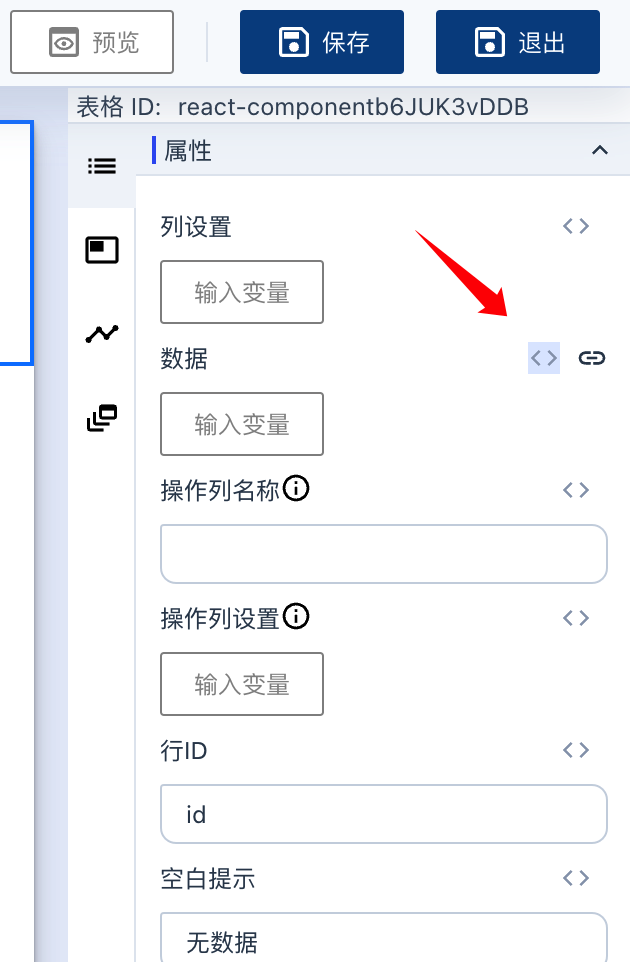 预览 保存 退出
表格 ID: react-componentb6JUK3vDDB
属性
列设置
输入变量
数据
输入变量
操作列名称
操作列设置
输入变量
行ID
id
空白提示
无数据